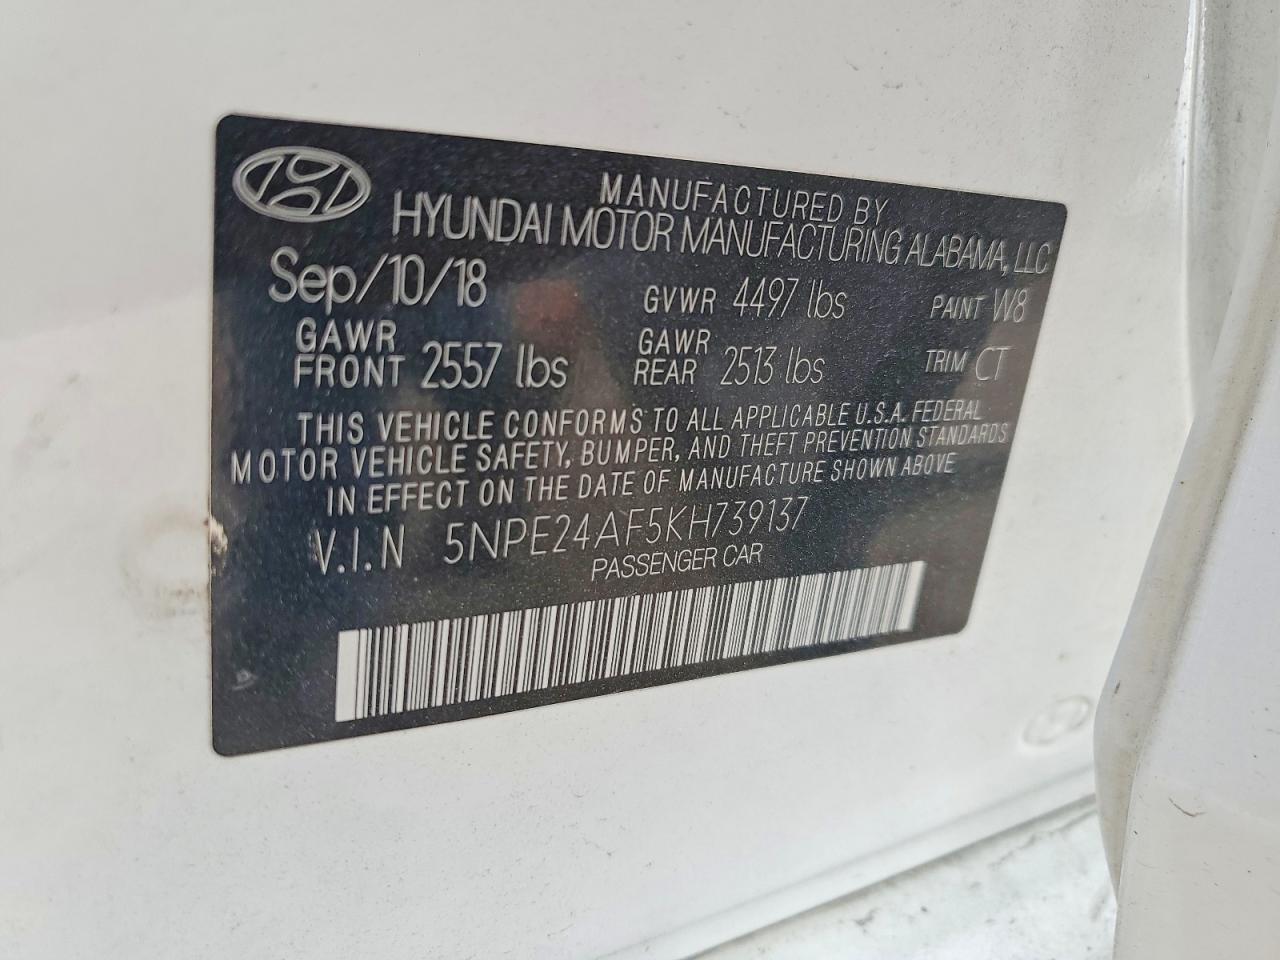 MANUFACTURED BY
HYUNDAI MOTOR MANUFACTURING ALABAMA, LLC
Sep/10/18 GVWR 4497 lbs PAINT W8
GAWR FRONT 2557 lbs GAWR REAR 2513 lbs TRIM CT
THIS VEHICLE CONFORMS TO ALL APPLICABLE U.S.A. FEDERAL
MOTOR VEHICLE SAFETY, BUMPER, AND THEFT PREVENTION STANDARDS
IN EFFECT ON THE DATE OF MANUFACTURE SHOWN ABOVE
V.I.N 5NPE24AF5KH739137
PASSENGER CAR